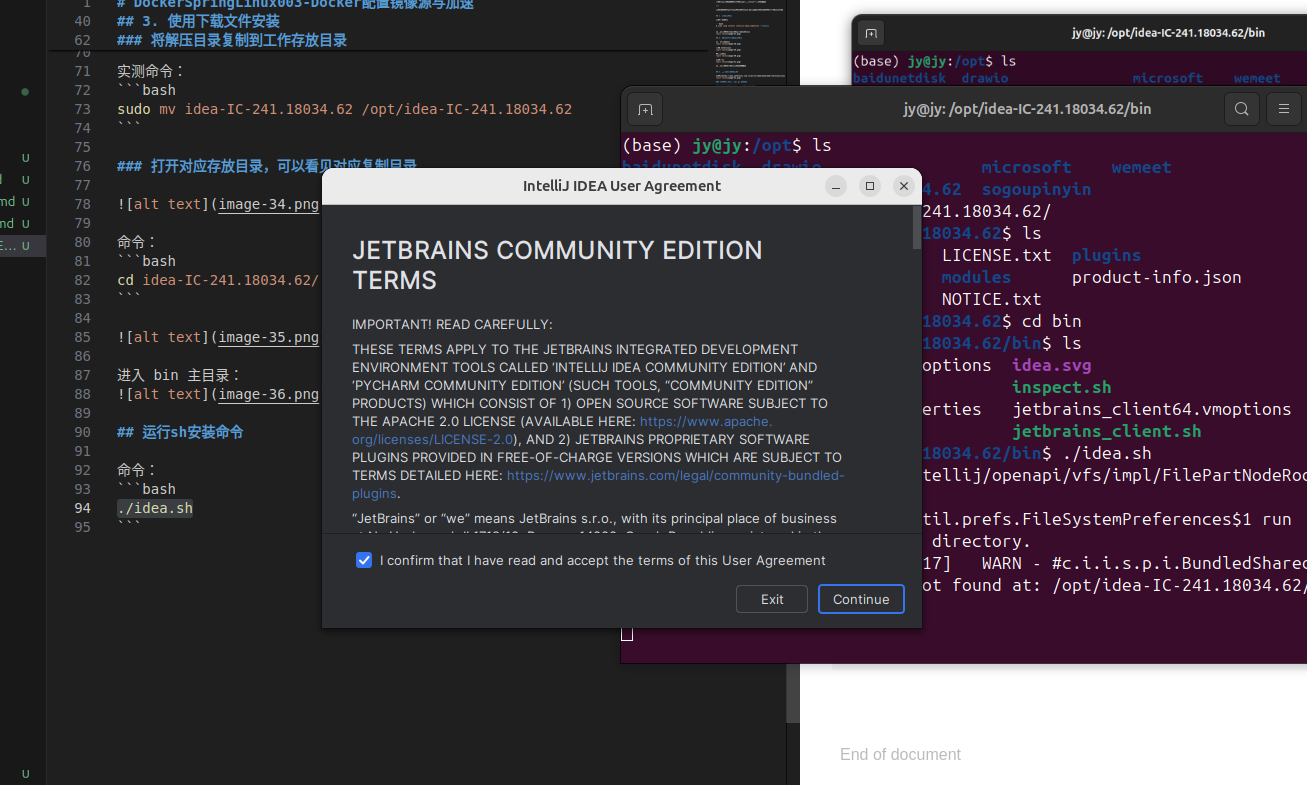 1 # DockerSpringLinux003-Docker配置镜像源与加速
40 ## 3. 使用下载文件安装
62 ### 将解压目录复制到工作存放目录
70
71 实测命令：
72 ```bash
73 sudo mv idea-IC-241.18034.62 /opt/idea-IC-241.18034.62
74 ```
75
76 ### 打开对应存放目录，可以看见对应复制目录
77
78 ![alt text](image-34.png
79
80 命令：
81 ```bash
82 cd idea-IC-241.18034.62/
83 ```
84
85 ![alt text](image-35.png
86
87 进入 bin 主目录：
88 ![alt text](image-36.png
89
90 ## 运行sh安装命令
91
92 命令：
93 ```bash
94 ./idea.sh
95 ```
U
U
md U
md U
E... U
U
jy@jy: /opt/idea-IC-241.18034.62/bin
(base) jy@jy:/opt$ ls
baidunetdisk drawio microsoft wemeet
jy@jy: /opt/idea-IC-241.18034.62/bin
(base) jy@jy:/opt$ ls
baidunetdisk drawio microsoft wemeet
4.62 sogoupinyin
241.18034.62/
18034.62$ ls
LICENSE.txt plugins
modules product-info.json
NOTICE.txt
18034.62$ cd bin
18034.62/bin$ ls
options idea.svg
inspect.sh
erties jetbrains_client64.vmoptions
jetbrains_client.sh
18034.62/bin$ ./idea.sh
tellij/openapi/vfs/impl/FilePartNodeRoo
til.prefs.FileSystemPreferences$1 run
directory.
17] WARN - #c.i.i.s.p.i.BundledShared
ot found at: /opt/idea-IC-241.18034.62/
IntelliJ IDEA User Agreement
JETBRAINS COMMUNITY EDITION
TERMS
IMPORTANT! READ CAREFULLY:
THESE TERMS APPLY TO THE JETBRAINS INTEGRATED DEVELOPMENT
ENVIRONMENT TOOLS CALLED ‘INTELLIJ IDEA COMMUNITY EDITION’ AND
‘PYCHARM COMMUNITY EDITION’ (SUCH TOOLS, “COMMUNITY EDITION”
PRODUCTS) WHICH CONSIST OF 1) OPEN SOURCE SOFTWARE SUBJECT TO
THE APACHE 2.0 LICENSE (AVAILABLE HERE: https://www.apache.
org/licenses/LICENSE-2.0), AND 2) JETBRAINS PROPRIETARY SOFTWARE
PLUGINS PROVIDED IN FREE-OF-CHARGE VERSIONS WHICH ARE SUBJECT TO
TERMS DETAILED HERE: https://www.jetbrains.com/legal/community-bundled-
plugins.
“JetBrains” or “we” means JetBrains s.r.o., with its principal place of business
I confirm that I have read and accept the terms of this User Agreement
Exit Continue
End of document